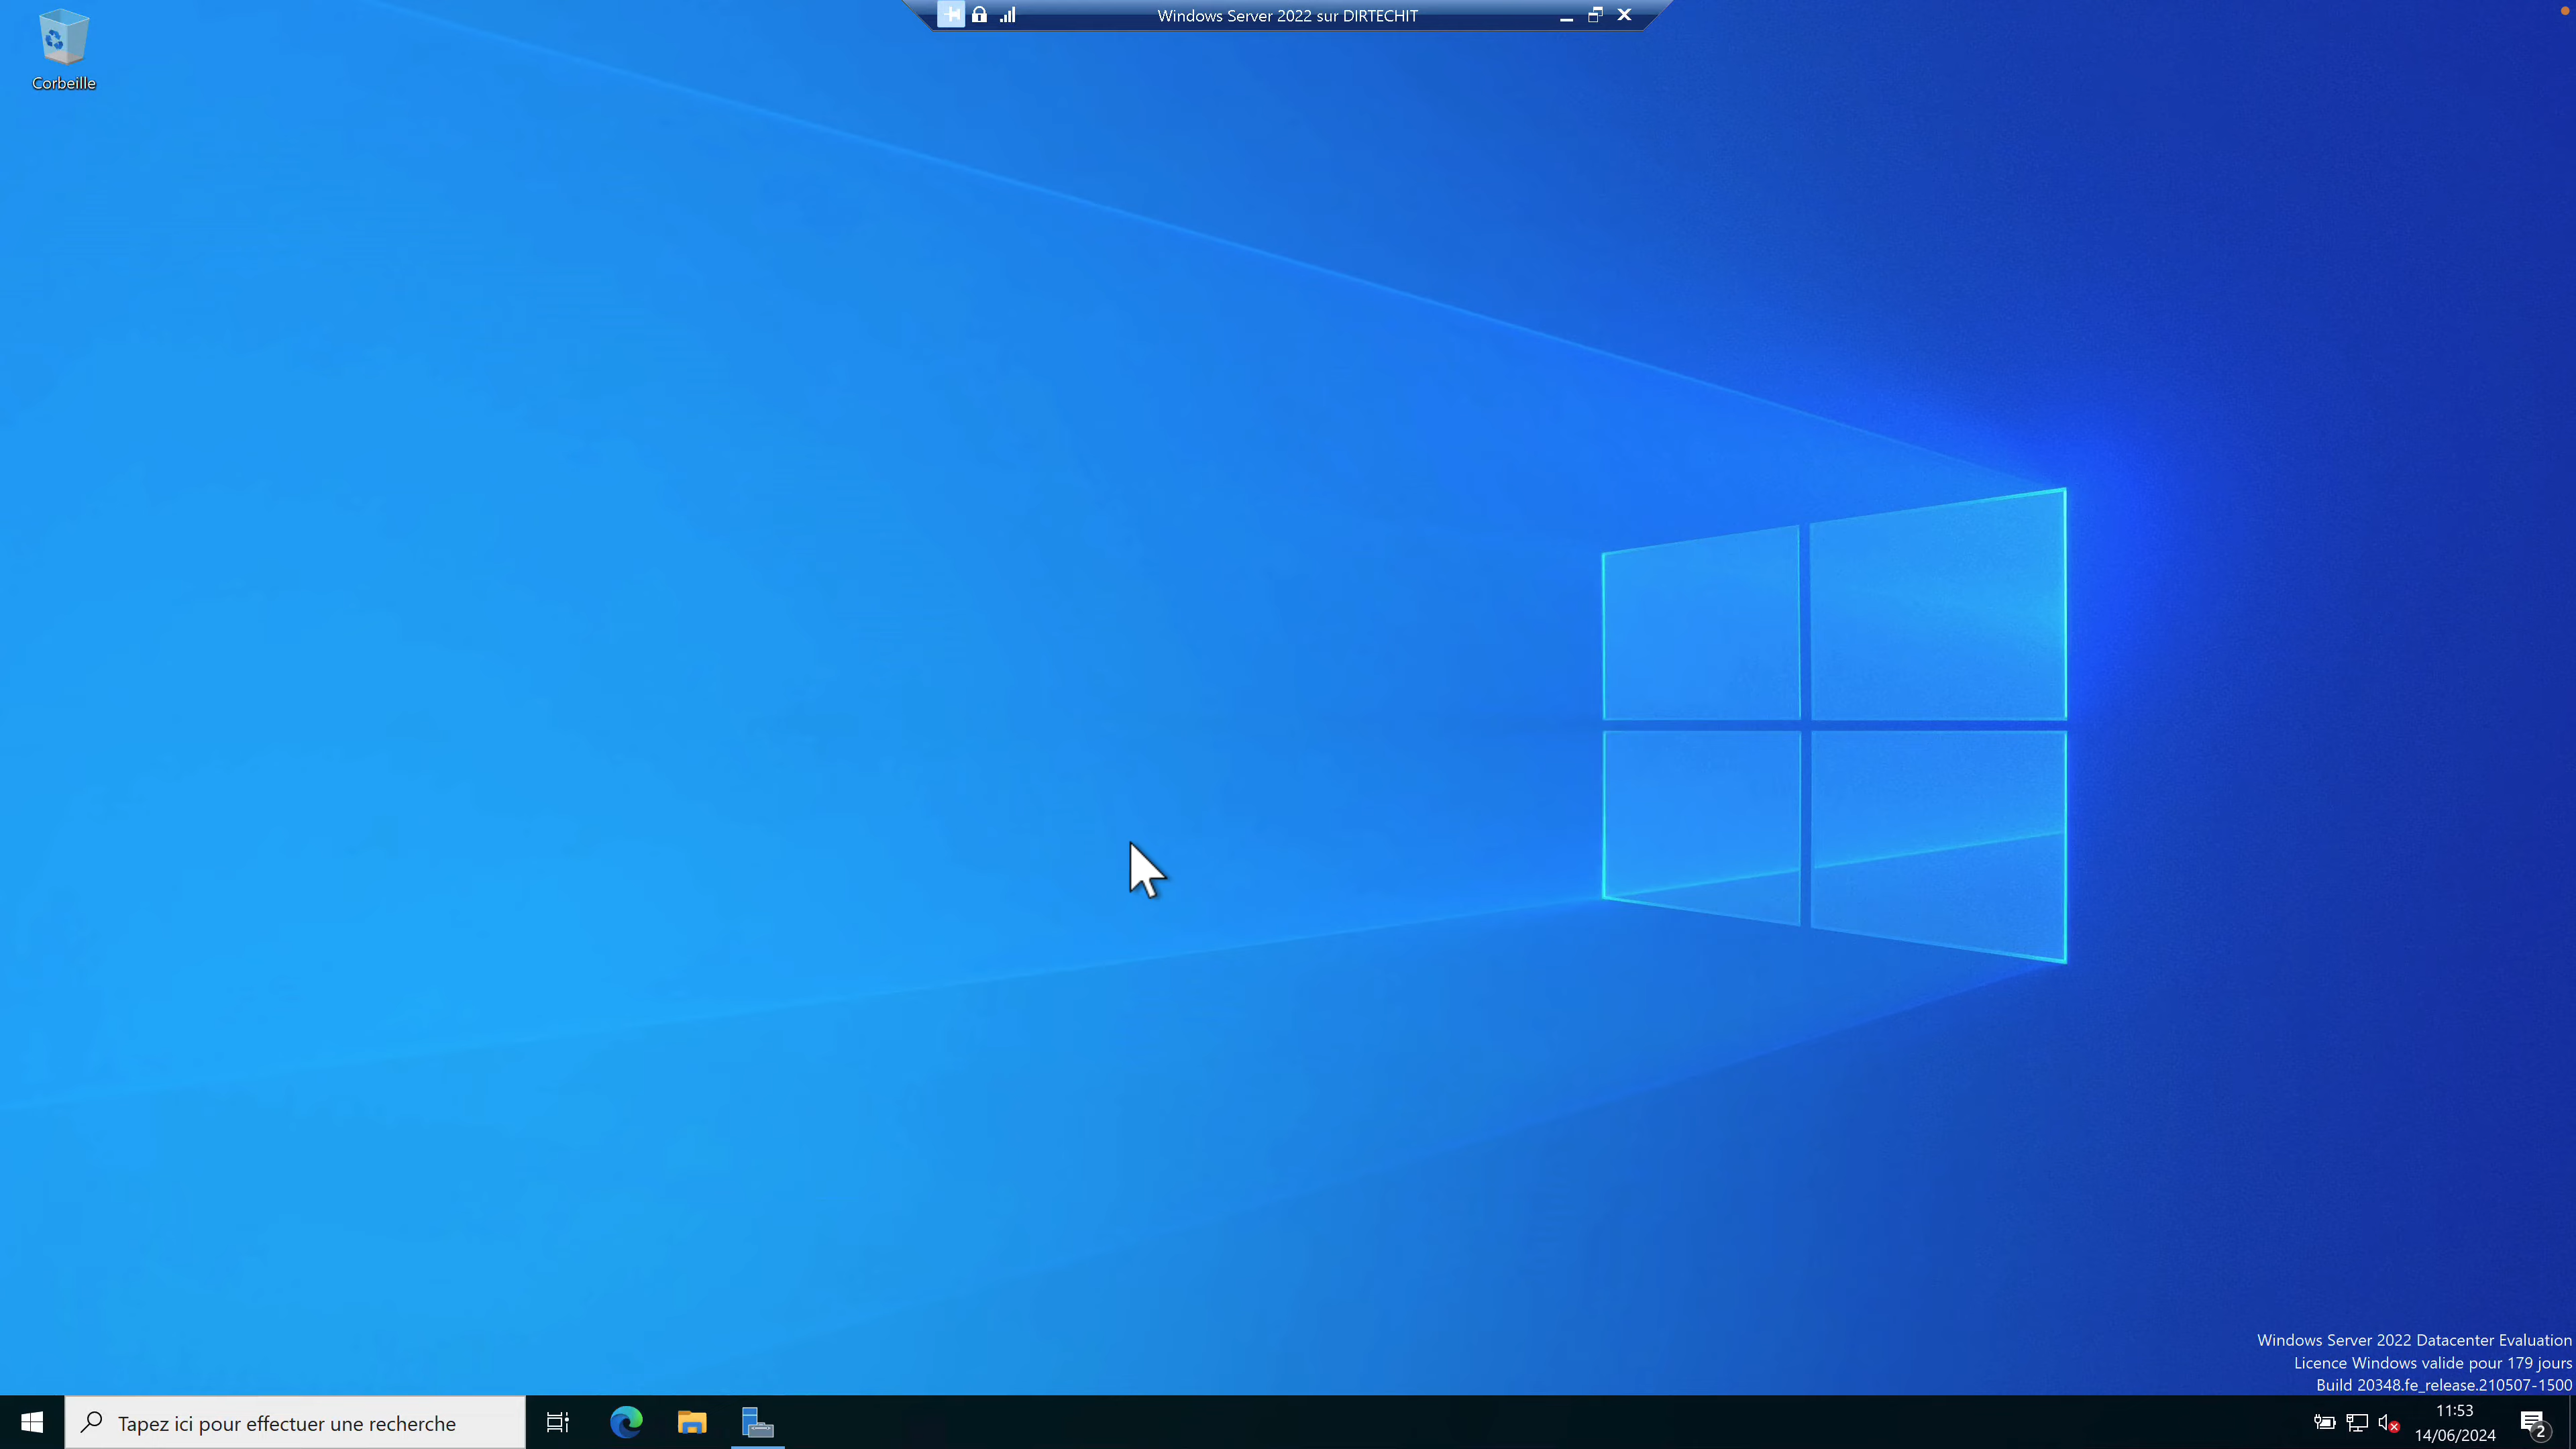 Windows Server 2022 sur DIRTECHIT
Corbeille
Windows Server 2022 Datacenter Evaluation
Licence Windows valide pour 179 jours
Build 20348.fe_release.210507-1500
Tapez ici pour effectuer une recherche
11:53
14/06/2024
2